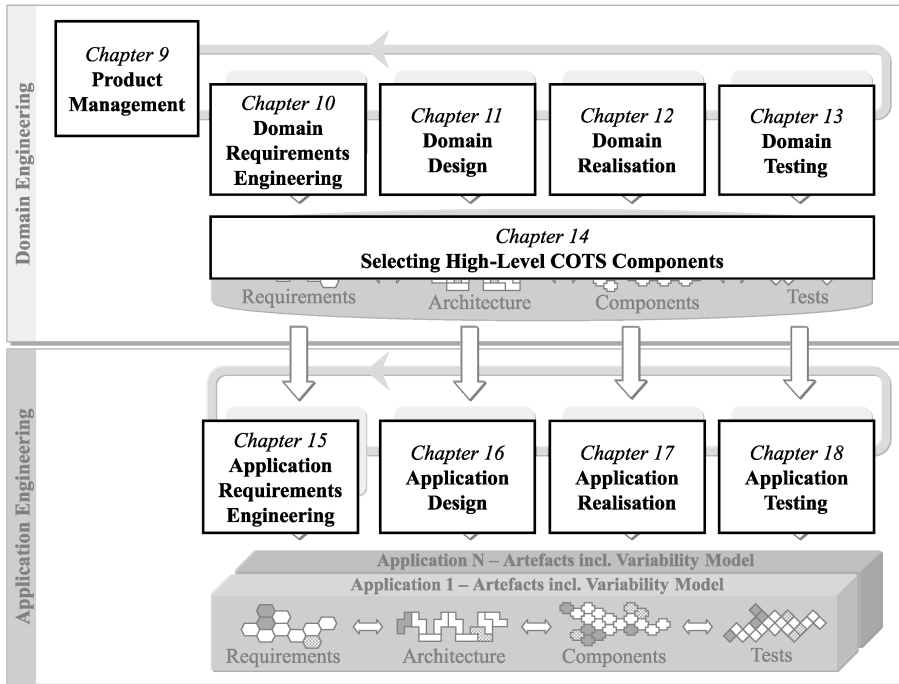 Domain Engineering
Chapter 9
Product
Management
Chapter 10
Domain
Requirements
Engineering
Chapter 11
Domain
Design
Chapter 12
Domain
Realisation
Chapter 13
Domain
Testing
Chapter 14
Selecting High-Level COTS Components
Requirements
Architecture
Components
Tests
Application Engineering
Chapter 15
Application
Requirements
Engineering
Chapter 16
Application
Design
Chapter 17
Application
Realisation
Chapter 18
Application
Testing
Application N – Artefacts incl. Variability Model
Application 1 – Artefacts incl. Variability Model
Requirements
Architecture
Components
Tests